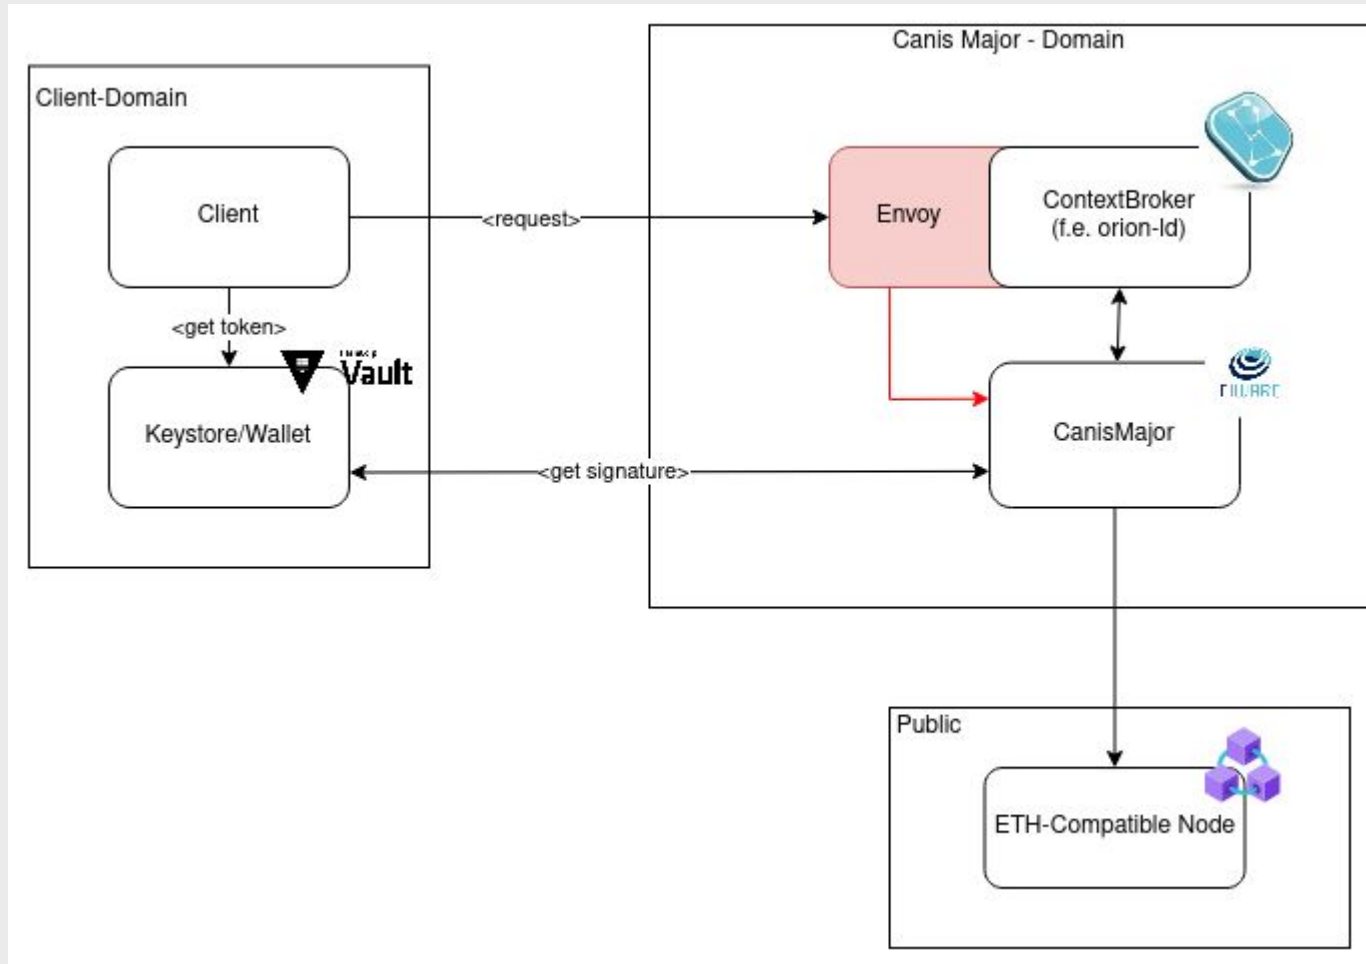 Canis Major - Domain
Client-Domain
Client
<request>
Envoy
ContextBroker
(f.e. orion-ld)
<get token>
Vault
Keystore/Wallet
CanisMajor
<get signature>
Public
ETH-Compatible Node